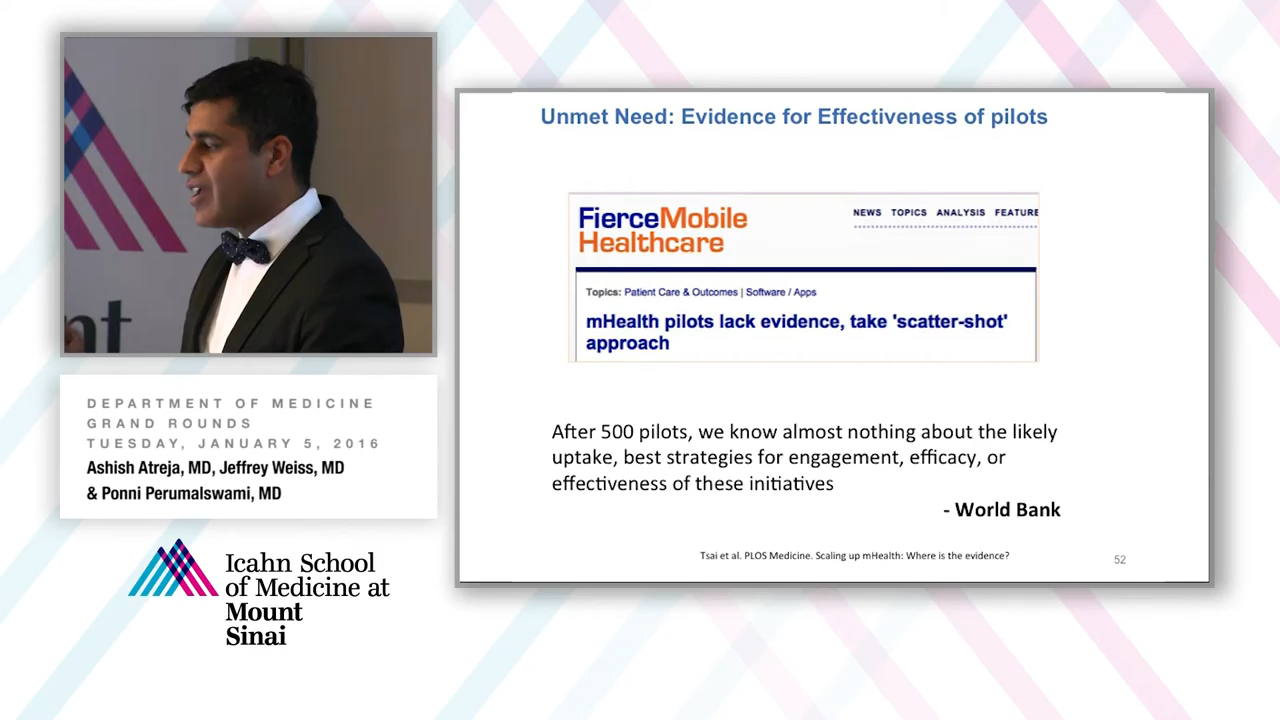 Unmet Need: Evidence for Effectiveness of pilots
FierceMobile
Healthcare
NEWS TOPICS ANALYSIS FEATURE
Topics: Patient Care & Outcomes | Software / Apps
mHealth pilots lack evidence, take 'scatter-shot'
approach
After 500 pilots, we know almost nothing about the likely
uptake, best strategies for engagement, efficacy, or
effectiveness of these initiatives
- World Bank
Tsai et al. PLOS Medicine. Scaling up mHealth: Where is the evidence?
52
DEPARTMENT OF MEDICINE
GRAND ROUNDS
TUESDAY, JANUARY 5, 2016
Ashish Atreja, MD, Jeffrey Weiss, MD
& Ponni Perumalswami, MD
Icahn School
of Medicine at
Mount
Sinai